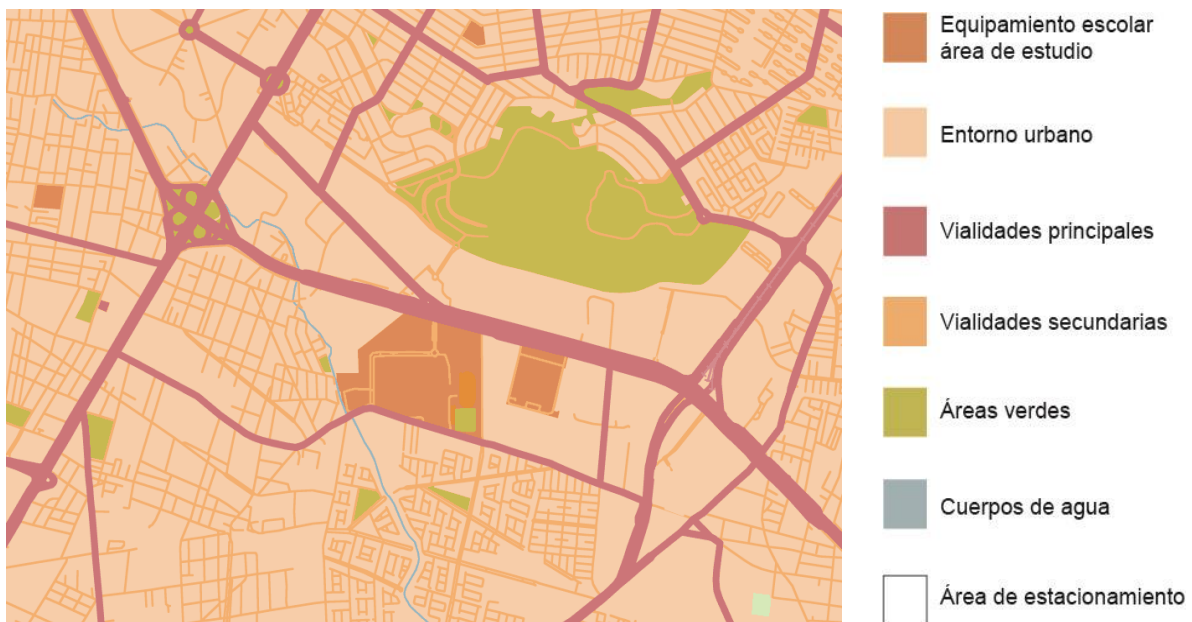 Equipamiento escolar
área de estudio
Entorno urbano
Vialidades principales
Vialidades secundarias
Áreas verdes
Cuerpos de agua
Área de estacionamiento